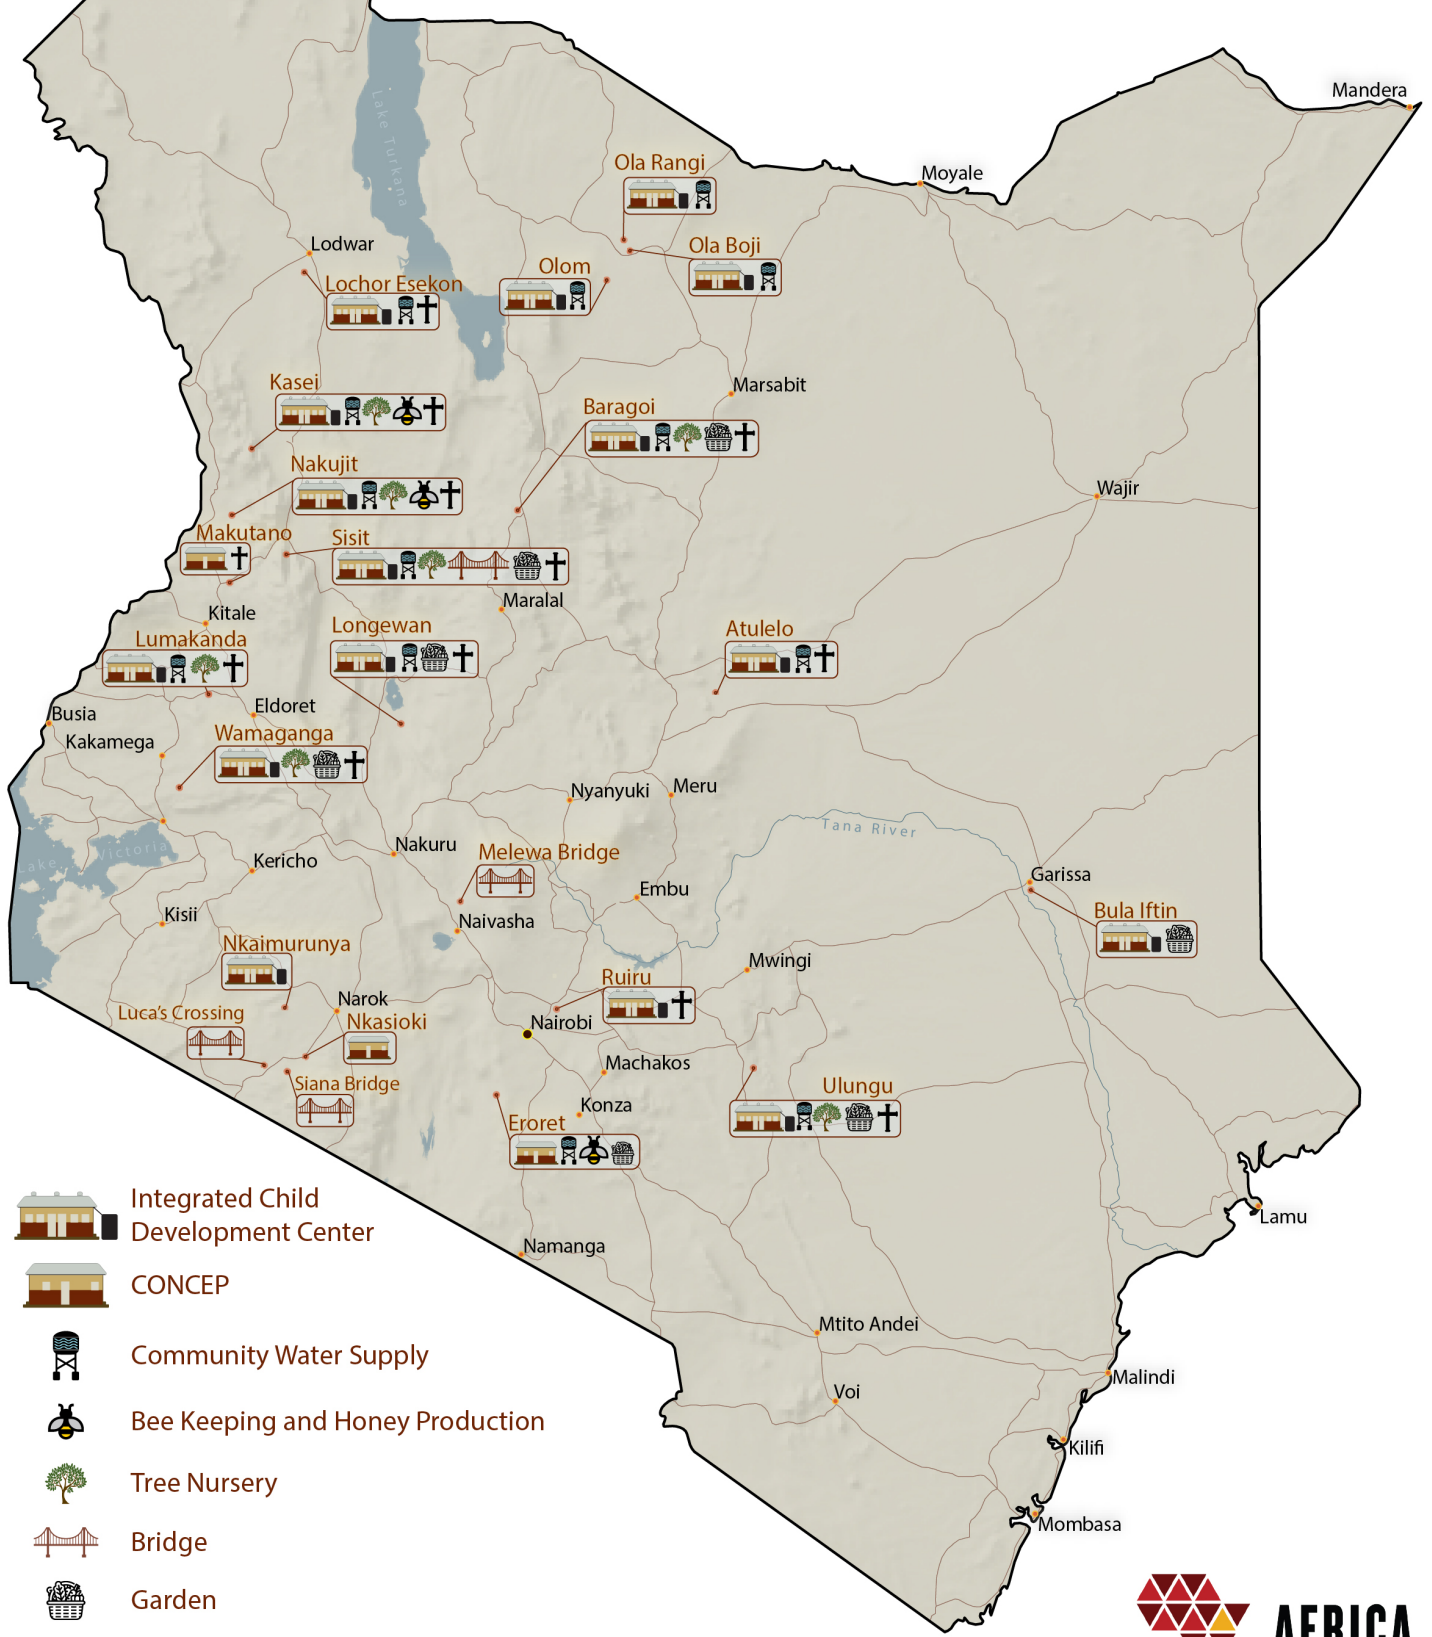 Mandera
Lake Turkana
Ola Rangi
Moyale
Lodwar
Ola Boji
Olom
Lochor Esekon
Kasei
Marsabit
Baragoi
Nakujit
Wajir
Makutano
Sisit
Maralal
Kitale
Longewan
Atulelo
Lumakanda
Eldoret
Busia
Kakamega
Wamaganga
Nyanyuki
Meru
Tana River
Nakuru
Lake Victoria
Kericho
Melewa Bridge
Garissa
Embu
Kisii
Naivasha
Bula Iftin
Nkaimurunya
Mwingi
Ruiru
Narok
Luca's Crossing
Nkasioki
Nairobi
Machakos
Siana Bridge
Ulungu
Konza
Eroret
Integrated Child
Development Center
Lamu
Namanga
CONCEP
Mtito Andei
Community Water Supply
Malindi
Voi
Bee Keeping and Honey Production
Kilifi
Tree Nursery
Mombasa
Bridge
Garden
AFRICA